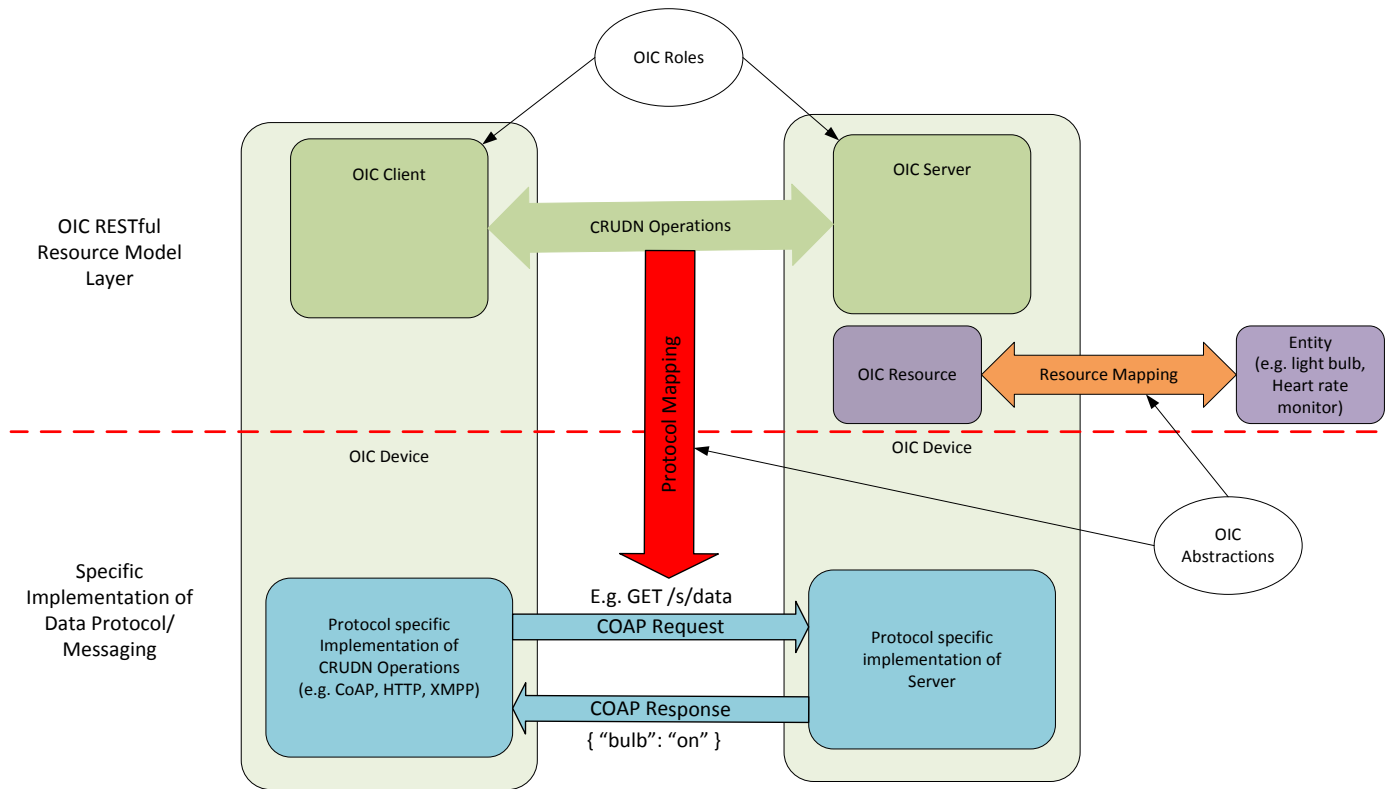 OIC Roles
OIC Client
OIC Server
CRUDN Operations
OIC RESTful
Resource Model
Layer
Protocol Mapping
OIC Resource
Resource Mapping
Entity
(e.g. light bulb,
Heart rate
monitor)
OIC Device
OIC Device
OIC
Abstractions
Specific
Implementation of
Data Protocol/
Messaging
Protocol specific
Implementation of
CRUDN Operations
(e.g. CoAP, HTTP, XMPP)
E.g. GET /s/data
COAP Request
Protocol specific
implementation of
Server
COAP Response
{ “bulb”: “on” }